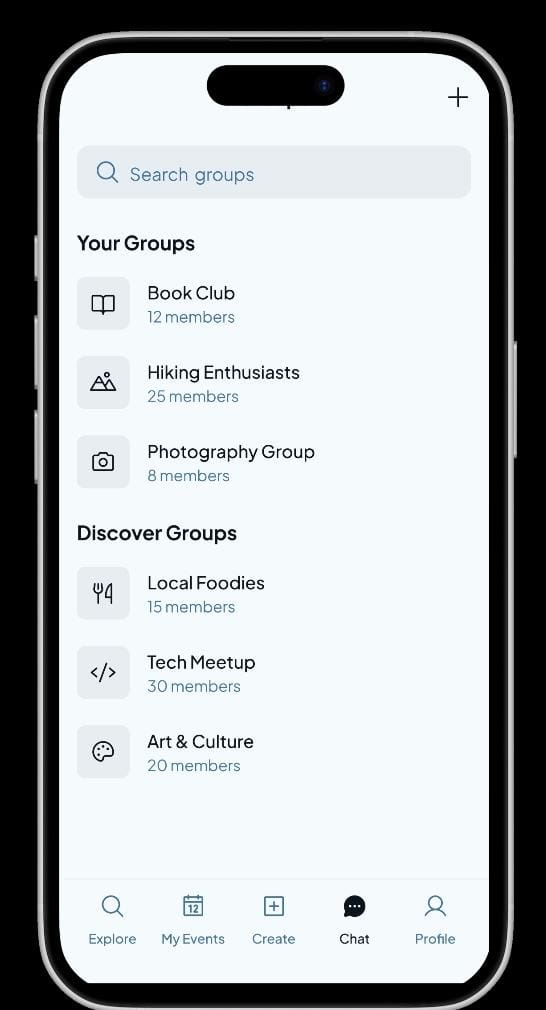 Search groups
Your Groups
Book Club
12 members
Hiking Enthusiasts
25 members
Photography Group
8 members
Discover Groups
Local Foodies
15 members
Tech Meetup
30 members
Art & Culture
20 members
12
Explore
My Events
Create
Chat
Profile